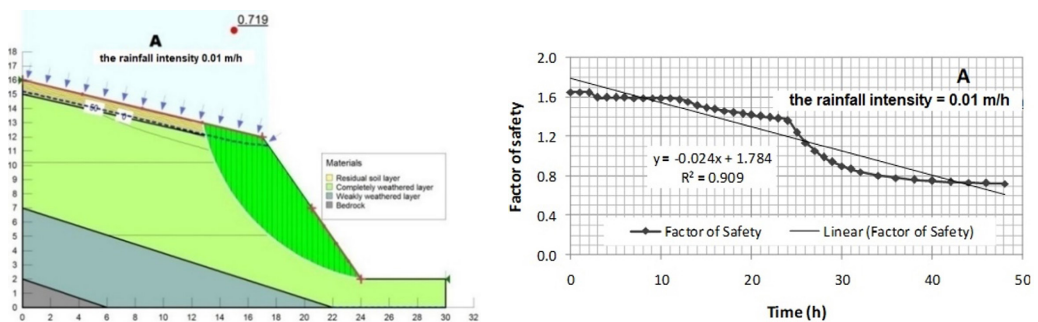 0.719
A
the rainfall intensity 0.01 m/h
18
17
16
15
14
13
12
11
10
9
8
7
6
5
4
3
2
1
0
50
0
Materials
Residual soil layer
Completely weathered layer
Weakly weathered layer
Bedrock
0 2 4 6 8 10 12 14 16 18 20 22 24 26 28 30 32
A
the rainfall intensity = 0.01 m/h
y = -0.024x + 1.784
R² = 0.909
Factor of safety
2.0
1.6
1.2
0.8
0.4
0.0
Factor of Safety Linear (Factor of Safety)
0 10 20 30 40 50
Time (h)